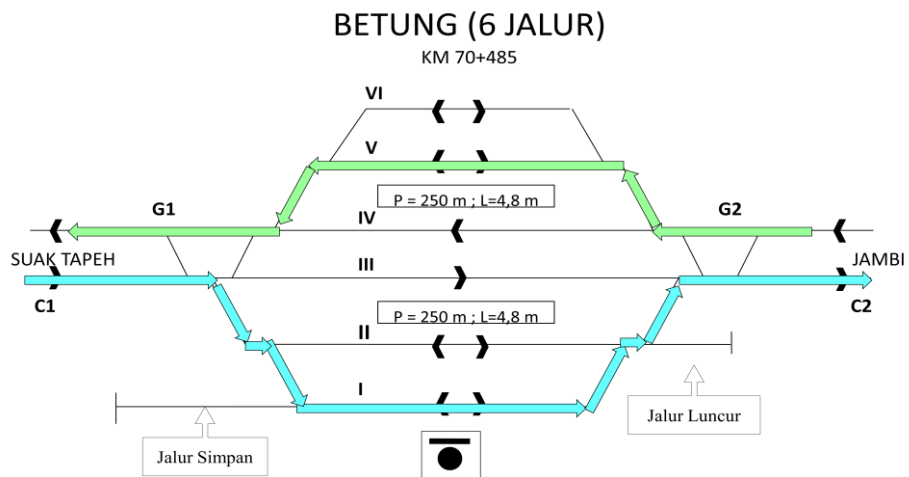 BETUNG (6 JALUR)
KM 70+485
VI
V
P = 250 m ; L=4,8 m
G1
IV
G2
SUAK TAPEH
III
JAMBI
C1
C2
P = 250 m ; L=4,8 m
II
I
Jalur Luncur
Jalur Simpan